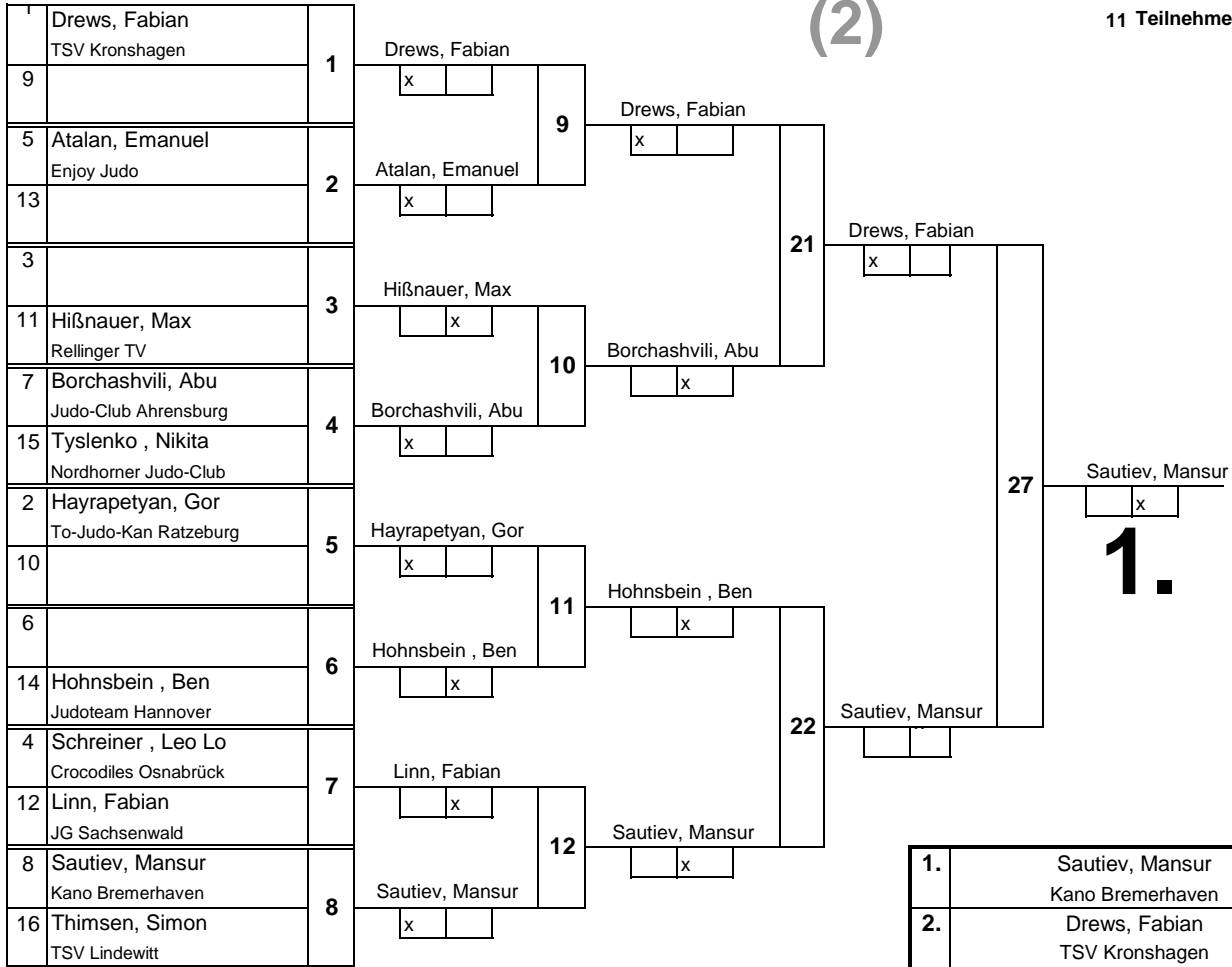 (2)
11 Teilnehme
1 Drews, Fabian
TSV Kronshagen
1
9
5 Atalan, Emanuel
Enjoy Judo
2
13
3
3
11 Hißnauer, Max
Rellinger TV
7 Borchashvili, Abu
Judo-Club Ahrensburg
4
15 Tyslenko , Nikita
Nordhorner Judo-Club
2 Hayrapetyan, Gor
To-Judo-Kan Ratzeburg
5
10
6
6
14 Hohnsbein , Ben
Judoteam Hannover
4 Schreiner , Leo Lo
Crocodiles Osnabrück
7
12 Linn, Fabian
JG Sachsenwald
8 Sautiev, Mansur
Kano Bremerhaven
8
16 Thimsen, Simon
TSV Lindewitt
Drews, Fabian
x
9
Atalan, Emanuel
x
Hißnauer, Max
x
10
Borchashvili, Abu
x
Hayrapetyan, Gor
x
11
Hohnsbein , Ben
x
Linn, Fabian
x
12
Sautiev, Mansur
x
Drews, Fabian
x
21
Borchashvili, Abu
x
Hohnsbein , Ben
x
22
Sautiev, Mansur
x
Drews, Fabian
x
27
Sautiev, Mansur
Sautiev, Mansur
x
1.
1. Sautiev, Mansur
Kano Bremerhaven
2. Drews, Fabian
TSV Kronshagen